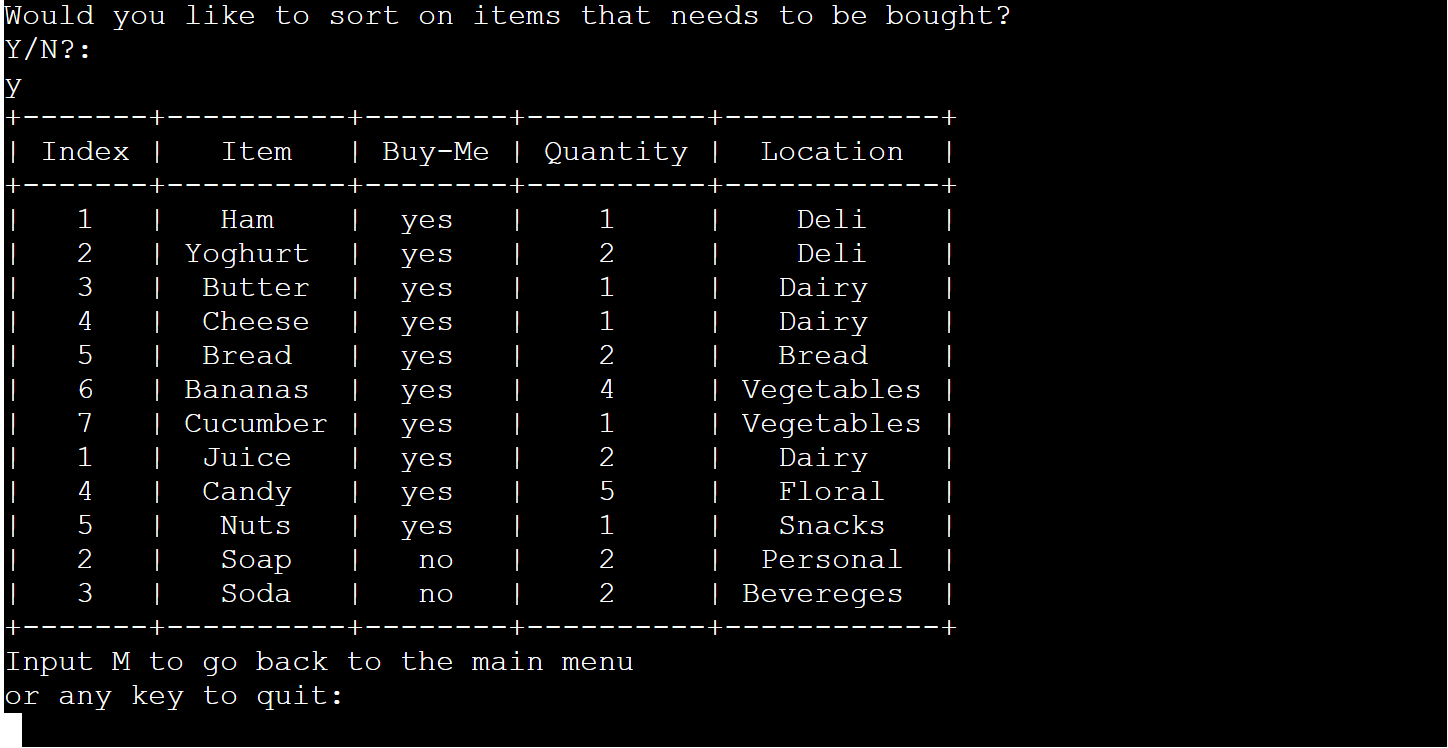 Would you like to sort on items that needs to be bought?
Y/N?:
y
+-------+----------+--------+----------+------------+
| Index |   Item   | Buy-Me | Quantity |  Location  |
+-------+----------+--------+----------+------------+
|   1   |   Ham    |  yes   |    1     |    Deli    |
|   2   | Yoghurt  |  yes   |    2     |    Deli    |
|   3   |  Butter  |  yes   |    1     |   Dairy    |
|   4   |  Cheese  |  yes   |    1     |   Dairy    |
|   5   |  Bread   |  yes   |    2     |   Bread    |
|   6   | Bananas  |  yes   |    4     | Vegetables |
|   7   | Cucumber |  yes   |    1     | Vegetables |
|   1   |  Juice   |  yes   |    2     |   Dairy    |
|   4   |  Candy   |  yes   |    5     |   Floral   |
|   5   |   Nuts   |  yes   |    1     |   Snacks   |
|   2   |   Soap   |   no   |    2     |  Personal  |
|   3   |   Soda   |   no   |    2     | Bevereges  |
+-------+----------+--------+----------+------------+
Input M to go back to the main menu
or any key to quit: